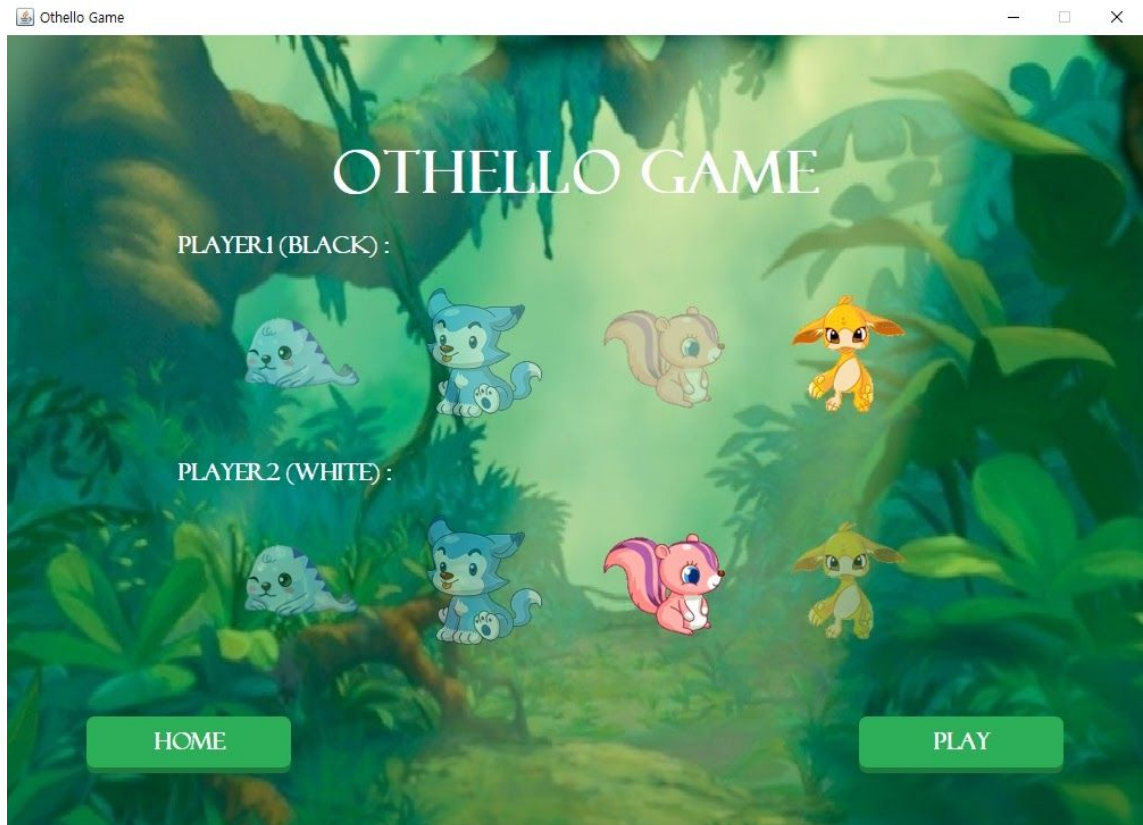 Othello Game
OTHELLO GAME
PLAYER1 (BLACK) :
PLAYER2 (WHITE) :
HOME
PLAY